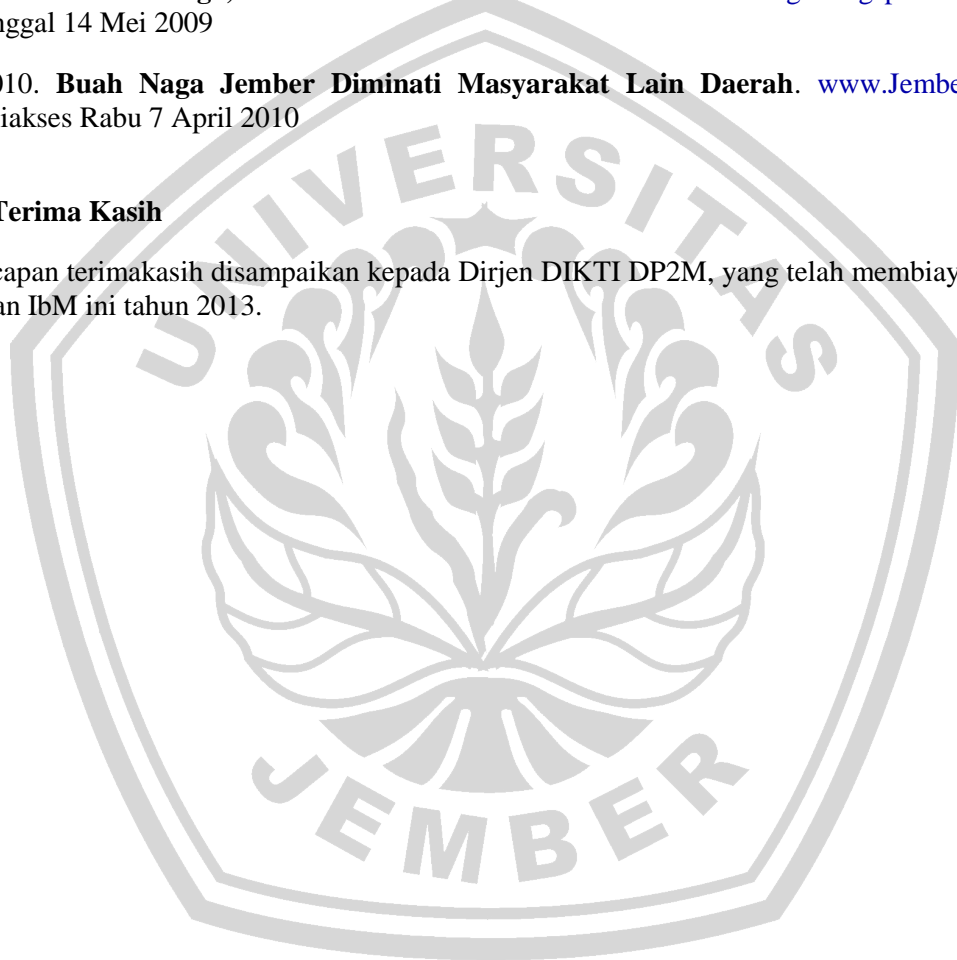 nggal 14 Mei 2009
010. Buah Naga Jember Diminati Masyarakat Lain Daerah. www.Jembe
iakses Rabu 7 April 2010
Terima Kasih
capan terimakasih disampaikan kepada Dirjen DIKTI DP2M, yang telah membiay
an IbM ini tahun 2013.
UNIVERSITAS
JEMBER